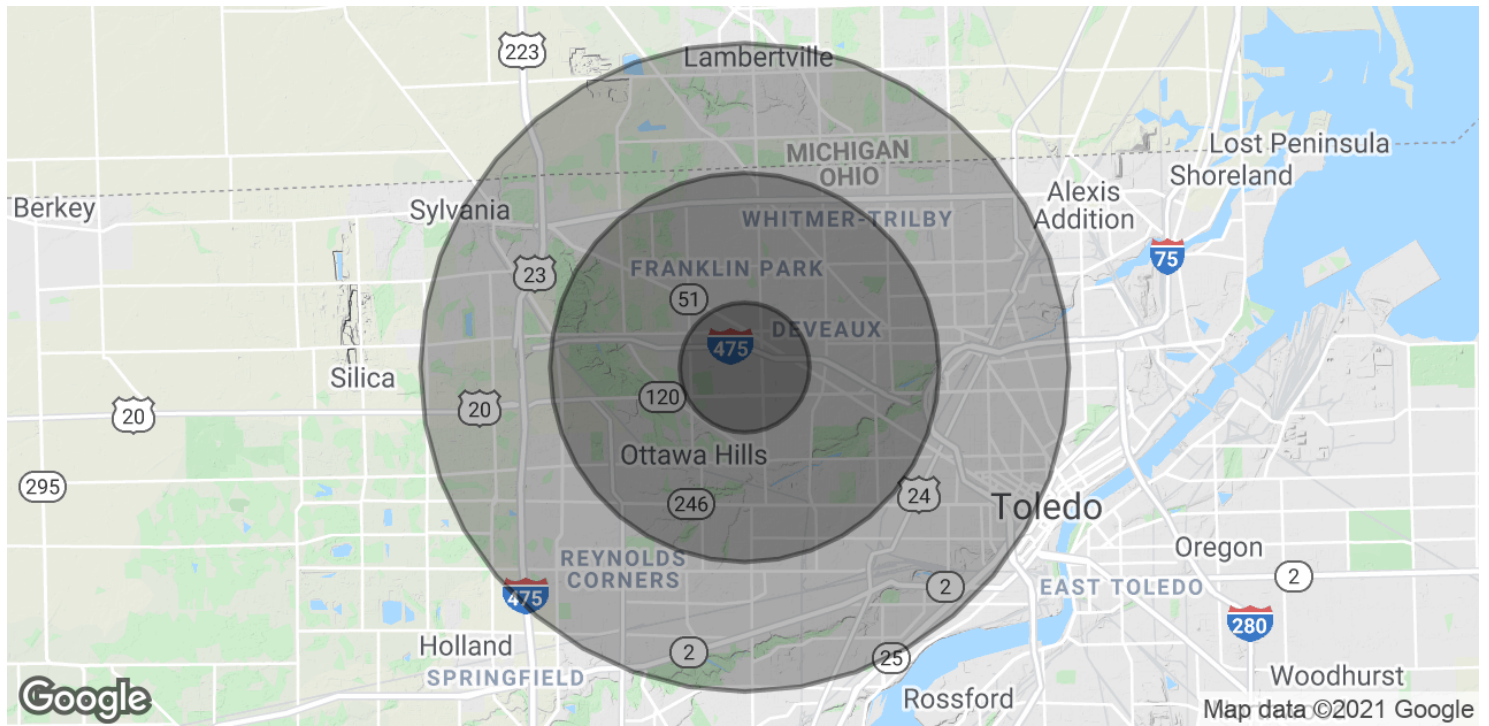 223
Lambertville
MICHIGAN
OHIO
Lost Peninsula
Shoreland
Alexis
Addition
Berkey
Sylvania
WHITMER-TRILBY
75
23
FRANKLIN PARK
51
DEVEAUX
475
Silica
20
20
120
Ottawa Hills
295
246
24
Toledo
REYNOLDS
CORNERS
Oregon
2
2
EAST TOLEDO
475
280
Holland
2
25
SPRINGFIELD
Woodhurst
Rossford
Google
Map data ©2021 Google